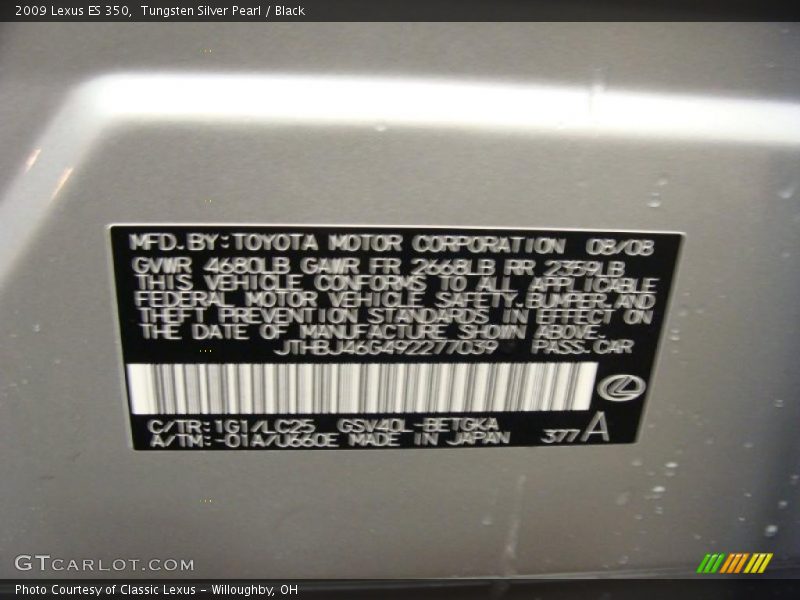 2009 Lexus ES 350, Tungsten Silver Pearl / Black
MFD.BY:TOYOTA MOTOR CORPORATION 08/08
GVWR 4680LB GAWR FR 2668LB RR 2359LB
THIS VEHICLE CONFORMS TO ALL APPLICABLE
FEDERAL MOTOR VEHICLE SAFETY,BUMPER,AND
THEFT PREVENTION STANDARDS IN EFFECT ON
THE DATE OF MANUFACTURE SHOWN ABOVE.
JTHBJ46G492277039 PASS.CAR
C/TR:1G1/LC25 GSV40L-BETGKA
A/TM:-01A/U660E MADE IN JAPAN 377 A
GTCARLOT.COM
Photo Courtesy of Classic Lexus - Willoughby, OH